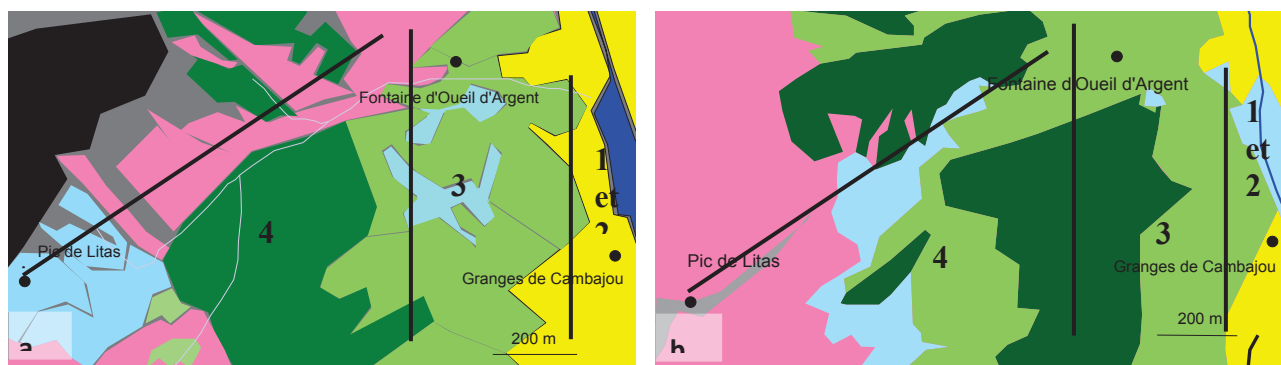 Fontaine d'Oueil d'Argent
1
et
2
3
4
Pic de Litas
Granges de Cambajou
200 m
a
Fontaine d'Oueil d'Argent
1
et
2
3
4
Pic de Litas
Granges de Cambajou
200 m
b